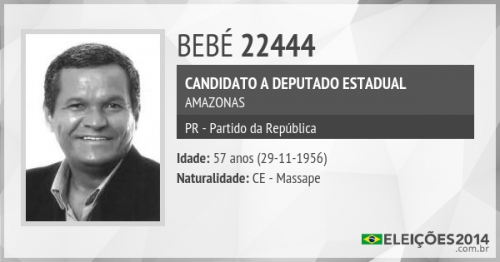 BEBÉ 22444
CANDIDATO A DEPUTADO ESTADUAL
AMAZONAS
PR - Partido da República
Idade: 57 anos (29-11-1956)
Naturalidade: CE - Massape
ELEIÇÕES2014
.com.br